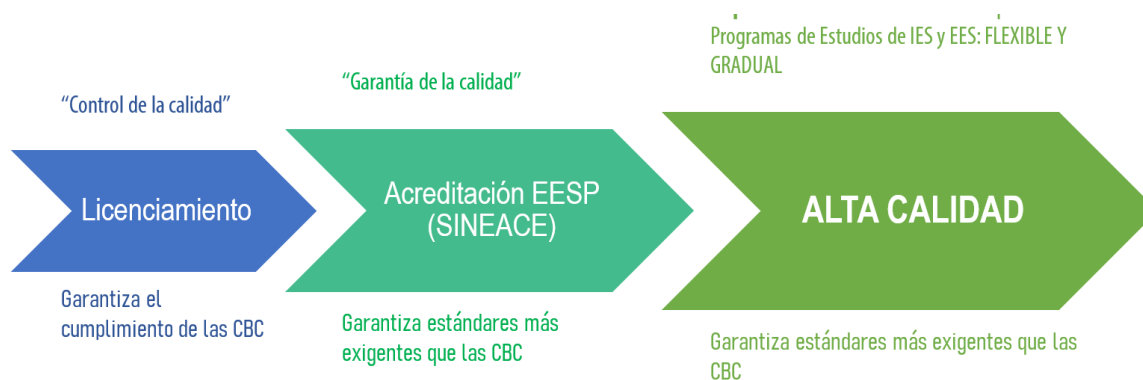 “Control de la calidad”
Licenciamiento
Garantiza el
cumplimiento de las CBC
“Garantía de la calidad”
Acreditación EESP
(SINEACE)
Garantiza estándares más
exigentes que las CBC
Programas de Estudios de IES y EES: FLEXIBLE Y
GRADUAL
ALTA CALIDAD
Garantiza estándares más exigentes que las
CBC